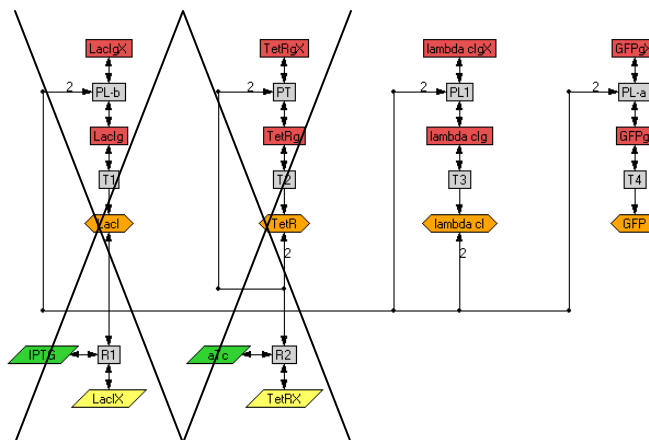 LacIgX TetRgX lambda cIgX GFPgX
2 PL-b 2 PT 2 PL1 2 PL-a
LacIg TetRg lambda cIg GFPg
T1 T2 T3 T4
LacI TetR lambda cI GFP
2 2
IPTG R1 aTc R2
LacIX TetRX